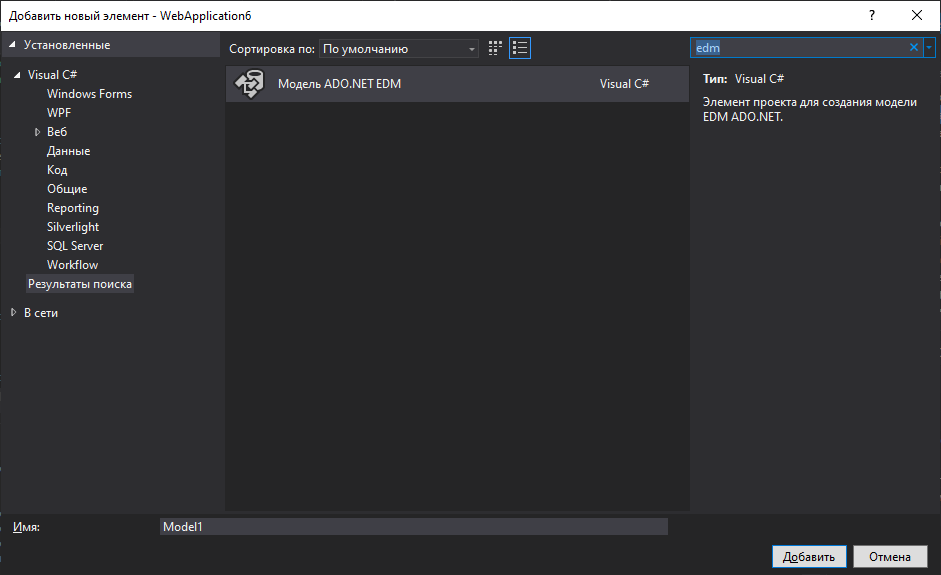 Добавить новый элемент - WebApplication6
?
Установленные
Сортировка по: По умолчанию
edm
Visual C#
Windows Forms
WPF
Веб
Данные
Код
Общие
Reporting
Silverlight
SQL Server
Workflow
Результаты поиска
В сети
Модель ADO.NET EDM Visual C#
Тип: Visual C#
Элемент проекта для создания модели
EDM ADO.NET.
Имя: Model1
Добавить Отмена